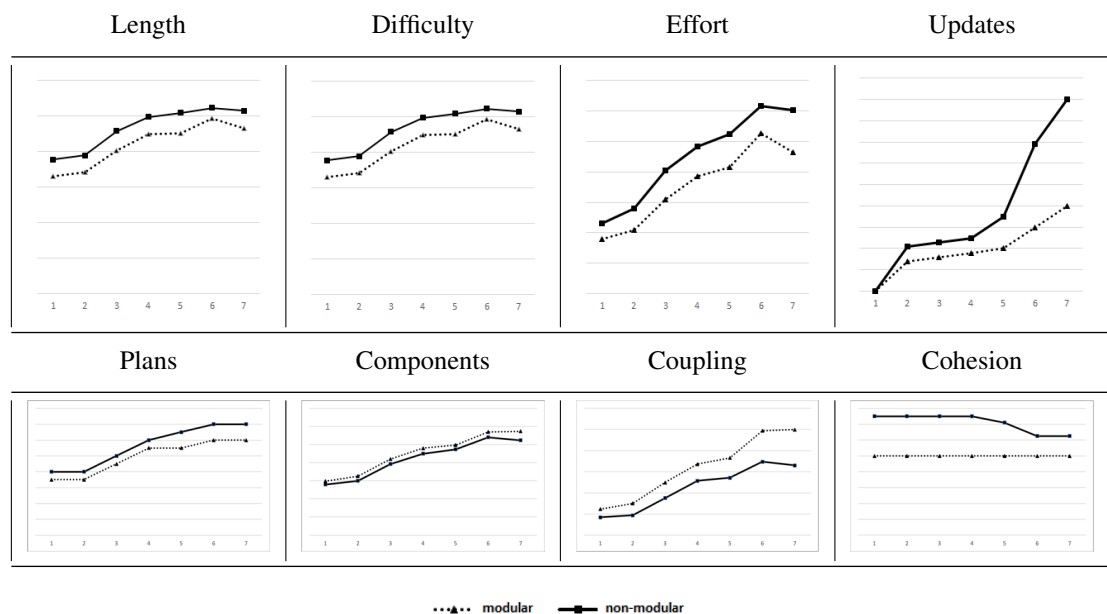 Length Difficulty Effort Updates
1 2 3 4 5 6 7 1 2 3 4 5 6 7 1 2 3 4 5 6 7 1 2 3 4 5 6 7
Plans Components Coupling Cohesion
1 2 3 4 5 6 7 1 2 3 4 5 6 7 1 2 3 4 5 6 7 1 2 3 4 5 6 7
modular non-modular